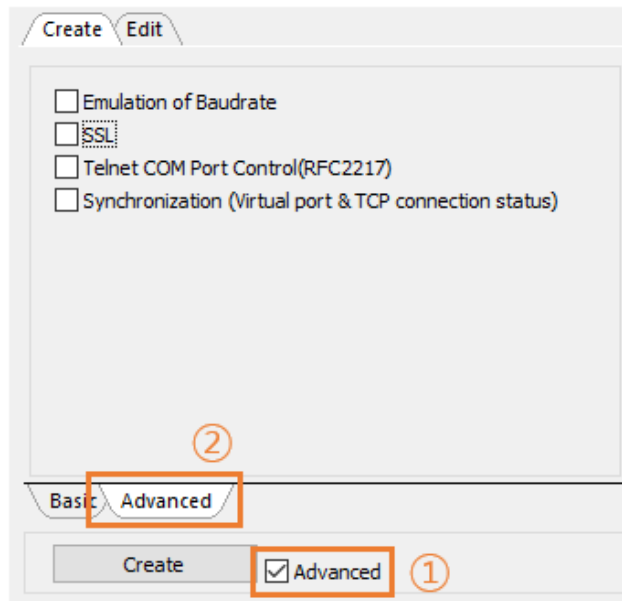 Create Edit
Emulation of Baudrate
SSL
Telnet COM Port Control(RFC2217)
Synchronization (Virtual port & TCP connection status)
②
Basic Advanced
Create Advanced ①